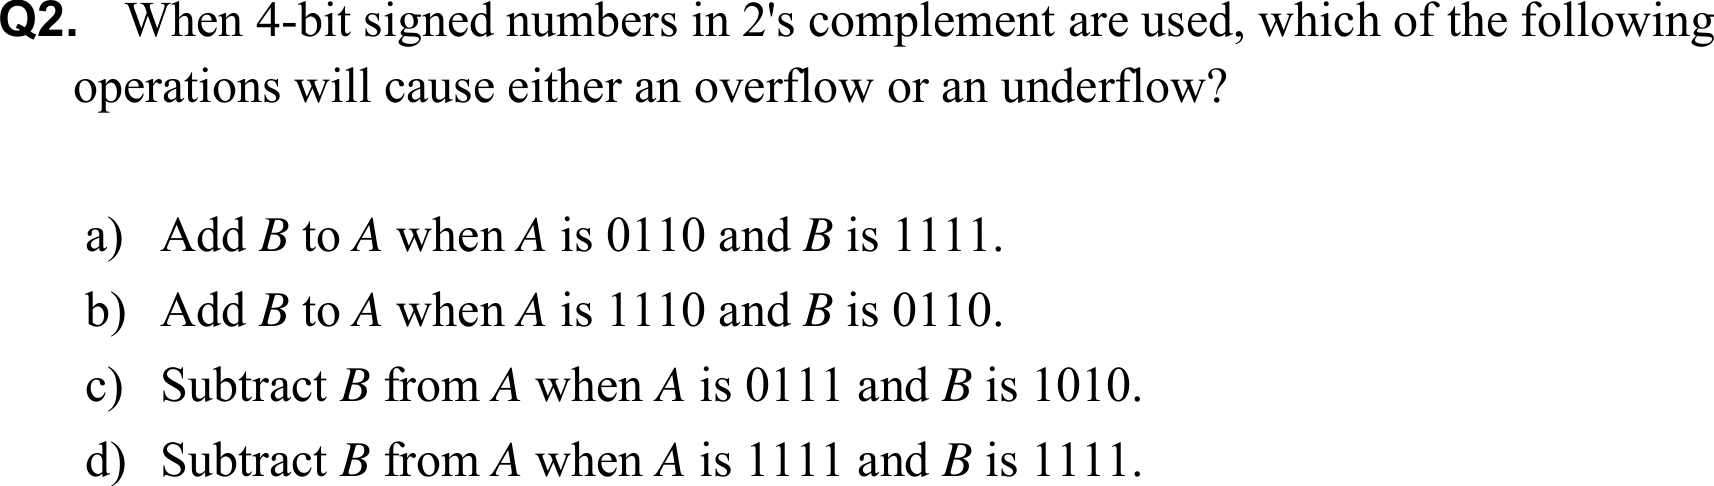 Q2. When 4-bit signed numbers in 2's complement are used, which of the following
operations will cause either an overflow or an underflow?
a) Add B to A when A is 0110 and B is 1111.
b) Add B to A when A is 1110 and B is 0110.
c) Subtract B from A when A is 0111 and B is 1010.
d) Subtract B from A when A is 1111 and B is 1111.